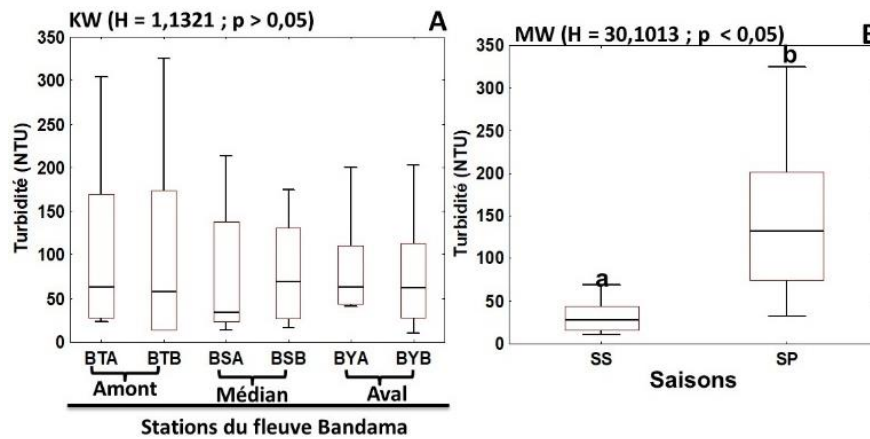 KW (H = 1,1321 ; p > 0,05)
A
Turbidité (NTU)
350
300
250
200
150
100
50
0
BTA BTB BSA BSB BYA BYB
Amont Médian Aval
Stations du fleuve Bandama
MW (H = 30,1013 ; p < 0,05)
Turbidité (NTU)
350
300
250
200
150
100
50
0
a
b
SS SP
Saisons